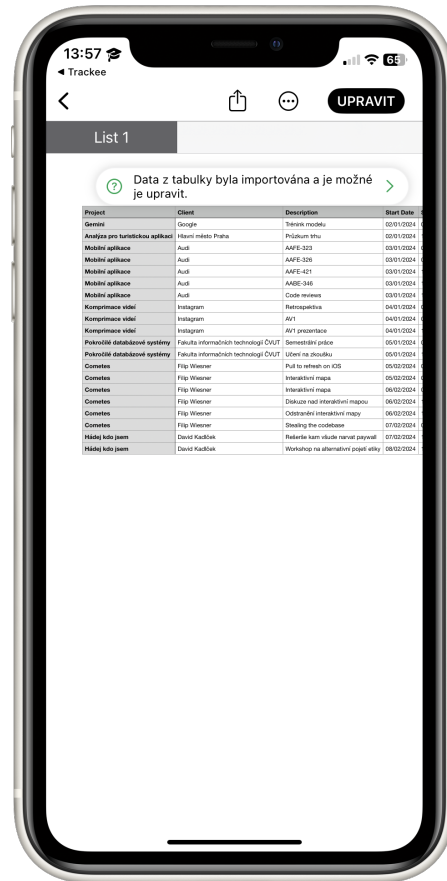 13:57
65
◀ Trackee
UPRAVIT
List 1
Data z tabulky byla importována a je možné
je upravit.
Project Client Description Start Date
Gemini Google Trénink modelu 02/01/2024
Analýza pro turistickou aplikaci Hlavní město Praha Průzkum trhu 02/01/2024
Mobilní aplikace Audi AAFE-323 03/01/2024
Mobilní aplikace Audi AAFE-326 03/01/2024
Mobilní aplikace Audi AAFE-421 03/01/2024
Mobilní aplikace Audi AABE-346 03/01/2024
Mobilní aplikace Audi Code reviews 03/01/2024
Komprimace videí Instagram Retrospektiva 04/01/2024
Komprimace videí Instagram AV1 04/01/2024
Komprimace videí Instagram AV1 prezentace 04/01/2024
Pokročilé databázové systémy Fakulta informačních technologií ČVUT Semestrální práce 05/01/2024
Pokročilé databázové systémy Fakulta informačních technologií ČVUT Učení na zkoušku 05/01/2024
Cometes Filip Wiesner Pull to refresh on iOS 05/02/2024
Cometes Filip Wiesner Interaktivní mapa 05/02/2024
Cometes Filip Wiesner Interaktivní mapa 06/02/2024
Cometes Filip Wiesner Diskuze nad interaktivní mapou 06/02/2024
Cometes Filip Wiesner Odstranění interaktivní mapy 06/02/2024
Cometes Filip Wiesner Stealing the codebase 07/02/2024
Hádej kdo jsem David Kadlček Rešerše kam všude narvat paywall 07/02/2024
Hádej kdo jsem David Kadlček Workshop na alternativní pojetí etiky 08/02/2024